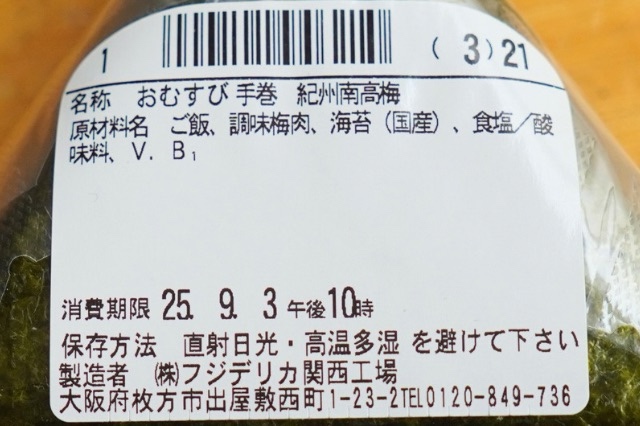 1 (3)21
名称 おむすび 手巻 紀州南高梅
原材料名 ご飯、調味梅肉、海苔(国産)、食塩/酸
味料、V.B₁
消費期限 25. 9. 3 午後10時
保存方法 直射日光・高温多湿 を避けて下さい
製造者 (株)フジデリカ関西工場
大阪府枚方市出屋敷西町1-23-2TEL0120-849-736